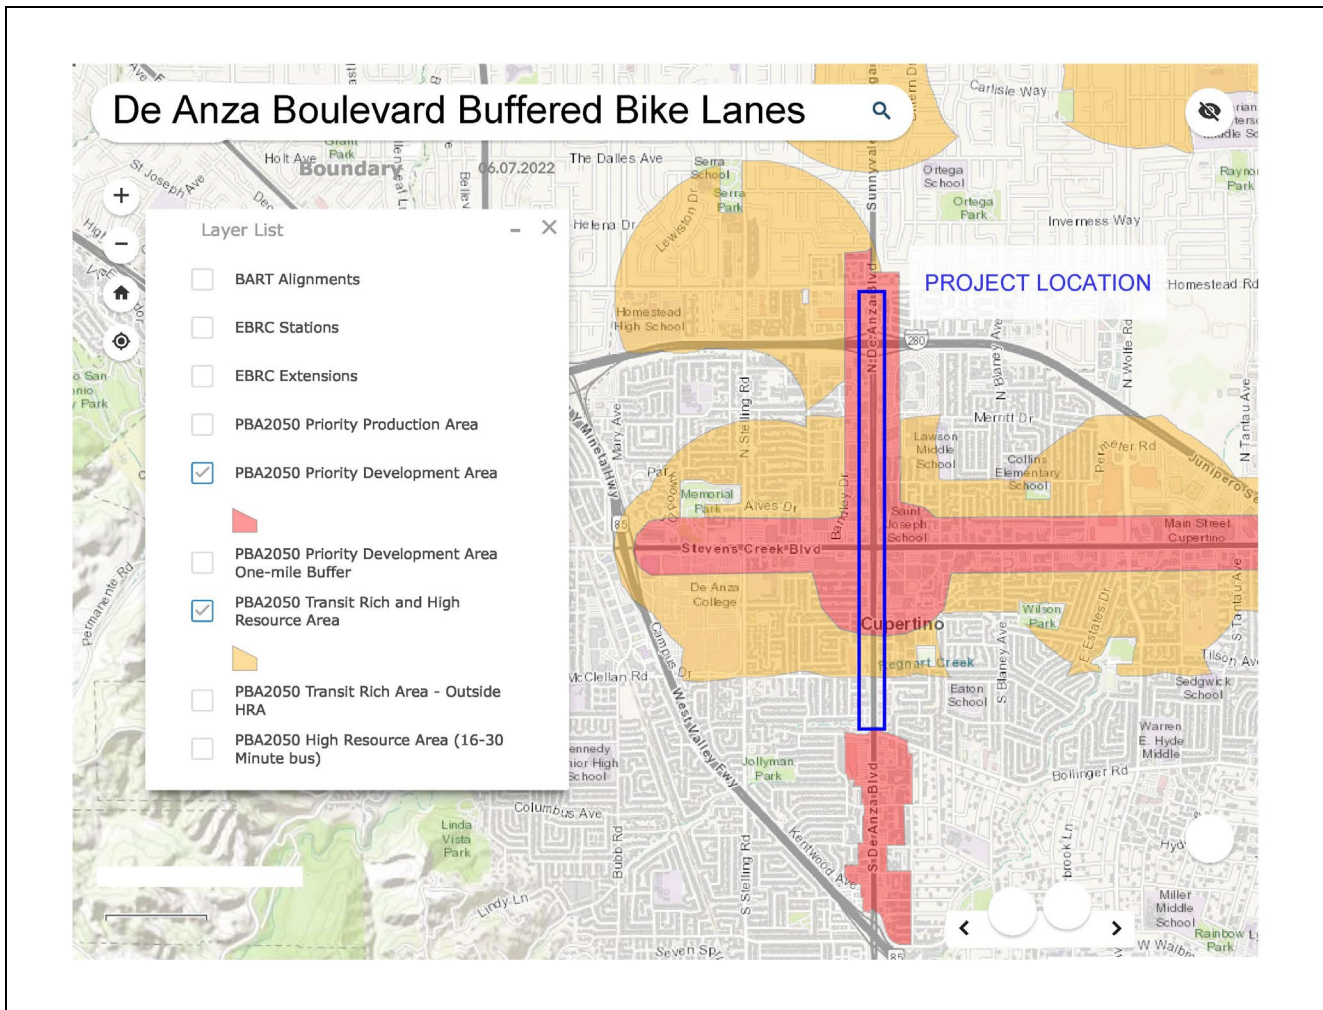 De Anza Boulevard Buffered Bike Lanes
Carlisle Way
Holt Ave
Park
Boundary
06.07.2022
The Dalles Ave
Serra
School
Serra
Park
Ortega
School
Ortega
Park
Inverness Way
St Joseph Ave
Helena Dr
Lewiston Dr
Layer List
BART Alignments
EBRC Stations
EBRC Extensions
PBA2050 Priority Production Area
PBA2050 Priority Development Area
PBA2050 Priority Development Area
One-mile Buffer
PBA2050 Transit Rich and High
Resource Area
PBA2050 Transit Rich Area - Outside
HRA
PBA2050 High Resource Area (16-30
Minute bus)
PROJECT LOCATION
Homestead Rd
Homestead
High School
N De Anza Blvd
280
N Blaney Ave
N Wolfe Rd
N Tantau Ave
Mary Ave
N Stelling Rd
Merritt Dr
Lawson
Middle
School
Collins
Elementary
School
Perimeter Rd
Memorial
Park
Alves Dr
Bandley Dr
Saint
Joseph
School
Main Street
Cupertino
85
Stevens Creek Blvd
De Anza
College
Cupertino
Wilson
Park
E Estates Dr
S Tantau Ave
Permanente Rd
Campus Dr
McClellan Rd
Regnart Creek
S Blaney Ave
Tilson Av
Eaton
School
Sedgwick
School
West Valley Fwy
Warren
E. Hyde
Middle
Jollyman
Park
Bollinger Rd
S De Anza Blvd
Columbus Ave
Linda
Vista
Park
Bubb Rd
S Stelling Rd
Kentwood Ave
Lindy Ln
Miller
Middle
School
Rainbow
Park
85